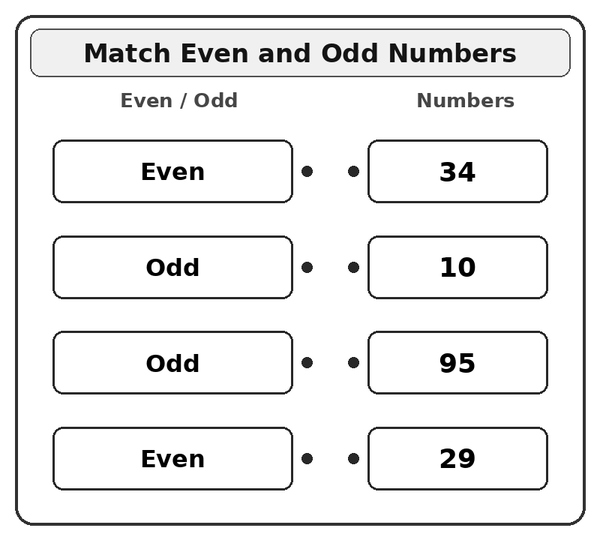 Match Even and Odd Numbers
Even / Odd Numbers
Even 34
Odd 10
Odd 95
Even 29